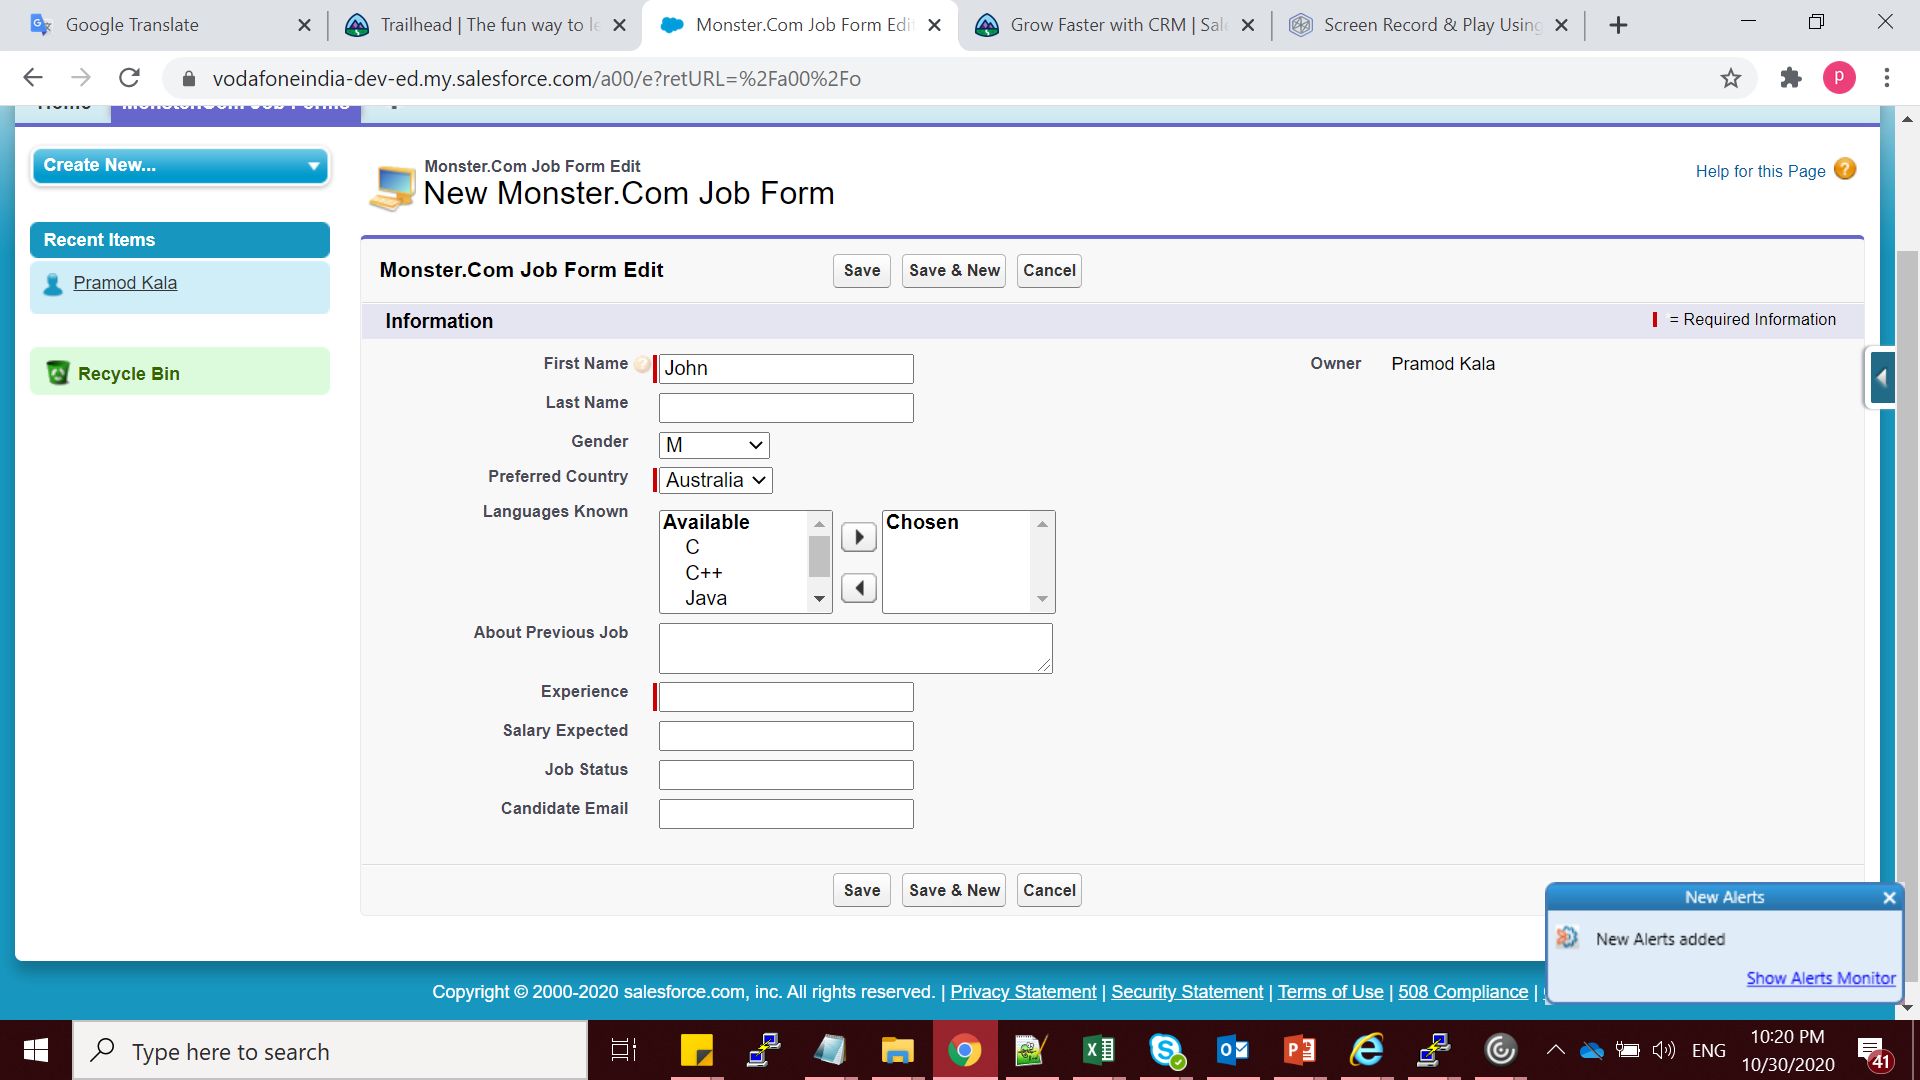 Google Translate
Trailhead | The fun way to le
Monster.Com Job Form Edit
Grow Faster with CRM | Sale
Screen Record & Play Using
vodafoneindia-dev-ed.my.salesforce.com/a00/e?retURL=%2Fa00%2Fo
P
Home
Monster.Com Job Forms
+
Create New...
Monster.Com Job Form Edit
New Monster.Com Job Form
Help for this Page
?
Recent Items
Pramod Kala
Recycle Bin
Monster.Com Job Form Edit
Save
Save & New
Cancel
Information
= Required Information
First Name
John
Owner
Pramod Kala
Last Name
Gender
M
Preferred Country
Australia
Languages Known
Available
C
C++
Java
Chosen
About Previous Job
Experience
Salary Expected
Job Status
Candidate Email
Save
Save & New
Cancel
New Alerts
New Alerts added
Show Alerts Monitor
Copyright © 2000-2020 salesforce.com, inc. All rights reserved. | Privacy Statement | Security Statement | Terms of Use | 508 Compliance |
Type here to search
ENG
10:20 PM
10/30/2020
41